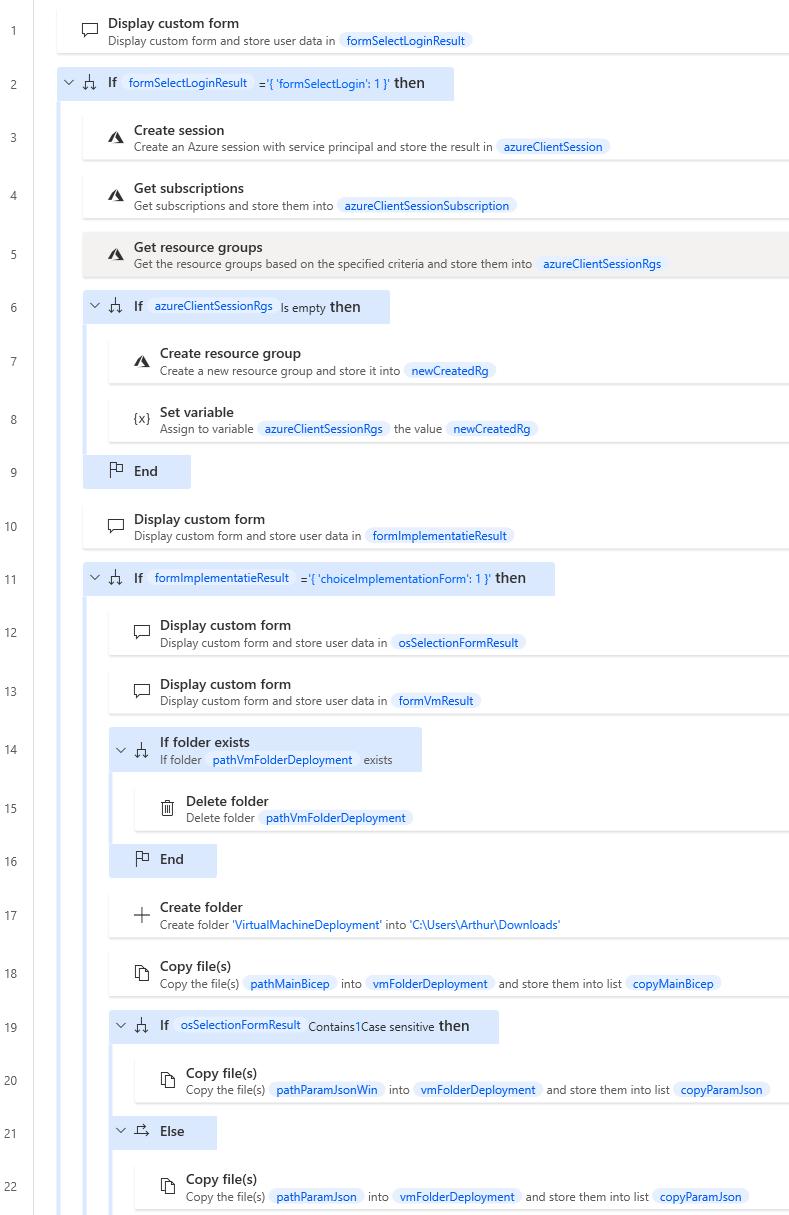 1
Display custom form
Display custom form and store user data in formSelectLoginResult
2
If formSelectLoginResult ='{ 'formSelectLogin': 1 }' then
3
Create session
Create an Azure session with service principal and store the result in azureClientSession
4
Get subscriptions
Get subscriptions and store them into azureClientSessionSubscription
5
Get resource groups
Get the resource groups based on the specified criteria and store them into azureClientSessionRgs
6
If azureClientSessionRgs Is empty then
7
Create resource group
Create a new resource group and store it into newCreatedRg
8
{x} Set variable
Assign to variable azureClientSessionRgs the value newCreatedRg
9
End
10
Display custom form
Display custom form and store user data in formImplementatieResult
11
If formImplementatieResult ='{ 'choiceImplementationForm': 1 }' then
12
Display custom form
Display custom form and store user data in osSelectionFormResult
13
Display custom form
Display custom form and store user data in formVmResult
14
If folder exists
If folder pathVmFolderDeployment exists
15
Delete folder
Delete folder pathVmFolderDeployment
16
End
17
Create folder
Create folder 'VirtualMachineDeployment' into 'C:\Users\Arthur\Downloads'
18
Copy file(s)
Copy the file(s) pathMainBicep into vmFolderDeployment and store them into list copyMainBicep
19
If osSelectionFormResult Contains1Case sensitive then
20
Copy file(s)
Copy the file(s) pathParamJsonWin into vmFolderDeployment and store them into list copyParamJson
21
Else
22
Copy file(s)
Copy the file(s) pathParamJson into vmFolderDeployment and store them into list copyParamJson